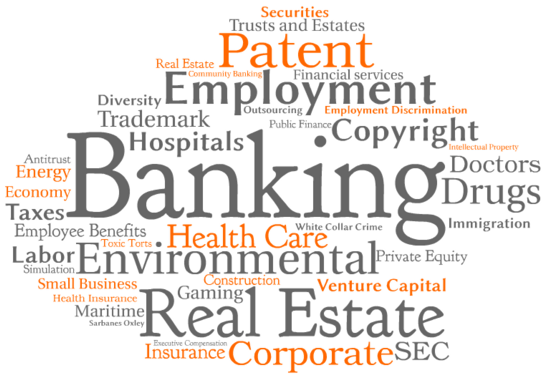 Securities
Trusts and Estates
Patent
Real Estate
Community Banking
Financial services
Employment
Diversity
Outsourcing
Employment Discrimination
Trademark
Public Finance
Copyright
Hospitals
Intellectual Property
Banking
Antitrust
Doctors
Energy
Economy
Drugs
Taxes
Immigration
White Collar Crime
Employee Benefits
Health Care
Toxic Torts
Labor
Environmental
Private Equity
Simulation
Small Business
Construction
Venture Capital
Health Insurance
Gaming
Real Estate
Maritime
Sarbanes Oxley
Executive Compensation
Insurance
Corporate
SEC